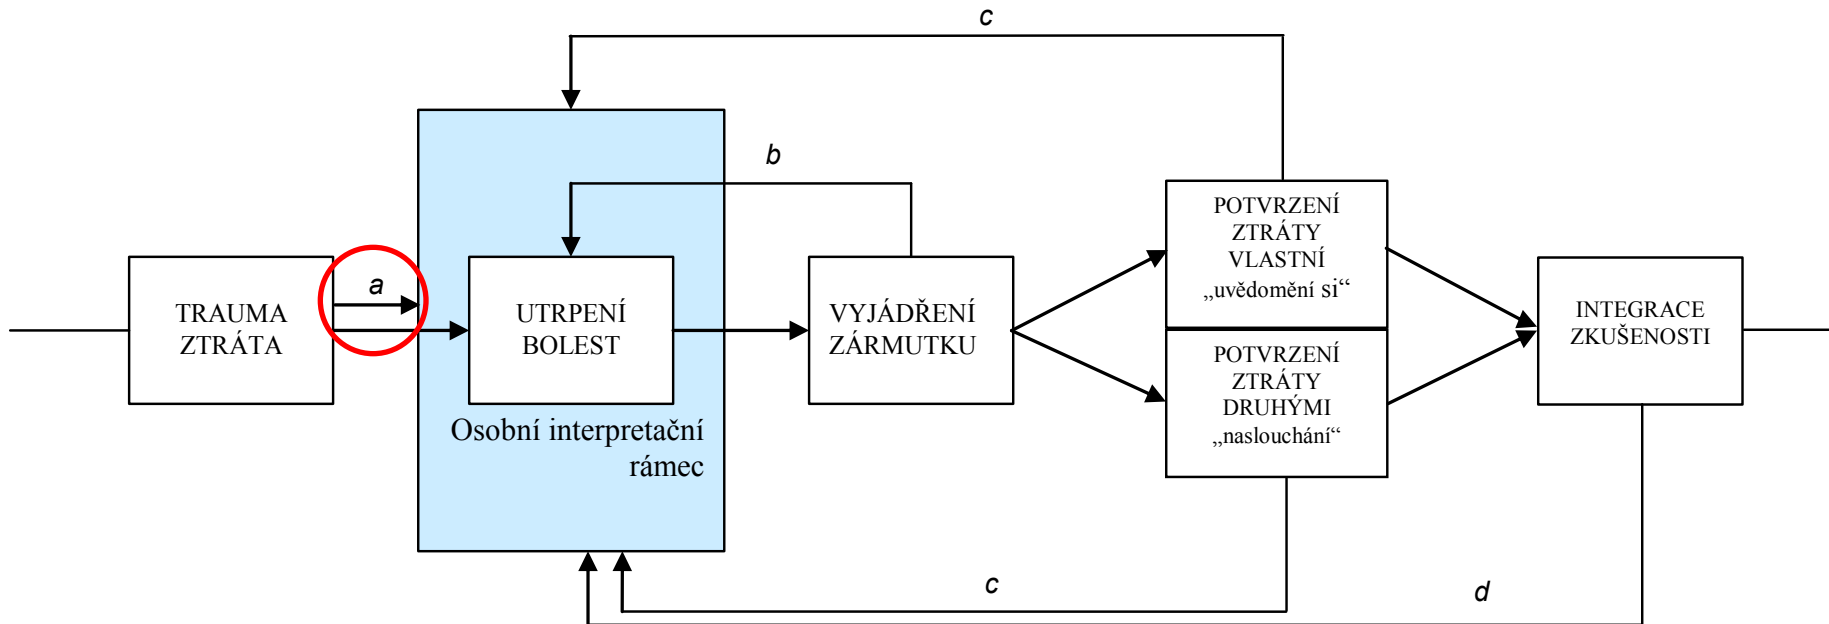 c
b
a
TRAUMA
ZTRÁTA
UTRPENÍ
BOLEST
Osobní interpretační
rámec
VYJÁDŘENÍ
ZÁRMUTKU
POTVRZENÍ
ZTRÁTY
VLASTNÍ
„uvědomění si“
POTVRZENÍ
ZTRÁTY
DRUHÝMI
„naslouchání“
INTEGRACE
ZKUŠENOSTI
c
d